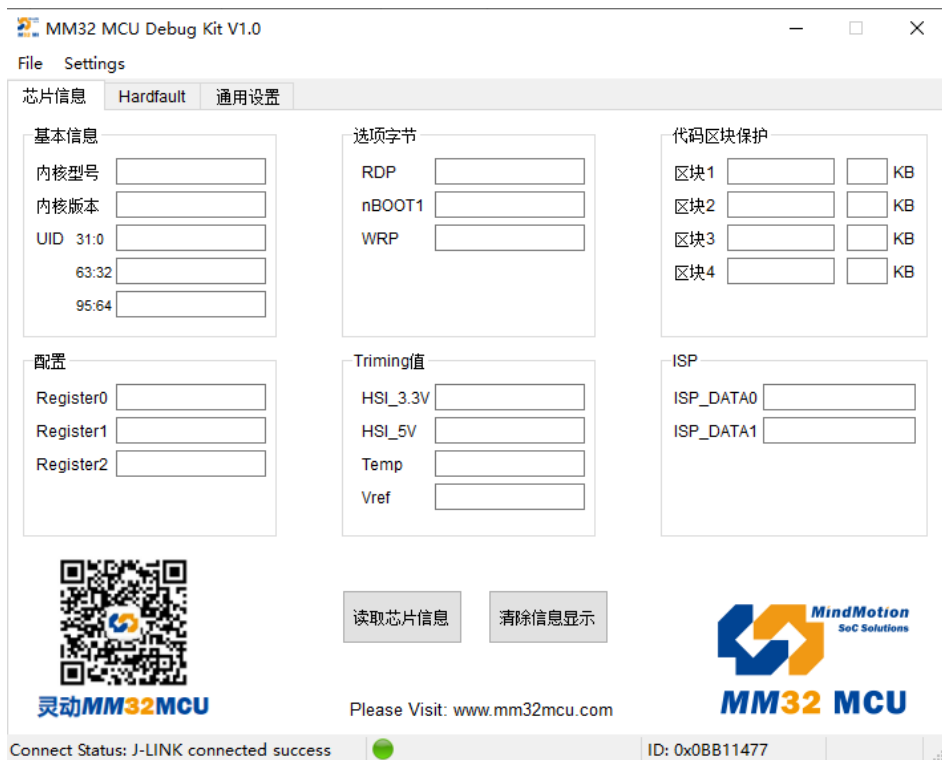 MM32 MCU Debug Kit V1.0
File Settings
芯片信息 Hardfault 通用设置
基本信息
内核型号
内核版本
UID 31:0
63:32
95:64
选项字节
RDP
nBOOT1
WRP
代码区块保护
区块1 KB
区块2 KB
区块3 KB
区块4 KB
配置
Register0
Register1
Register2
Triming值
HSI_3.3V
HSI_5V
Temp
Vref
ISP
ISP_DATA0
ISP_DATA1
灵动MM32MCU
读取芯片信息 清除信息显示
Please Visit: www.mm32mcu.com
MindMotion
SoC Solutions
MM32 MCU
Connect Status: J-LINK connected success ID: 0x0BB11477